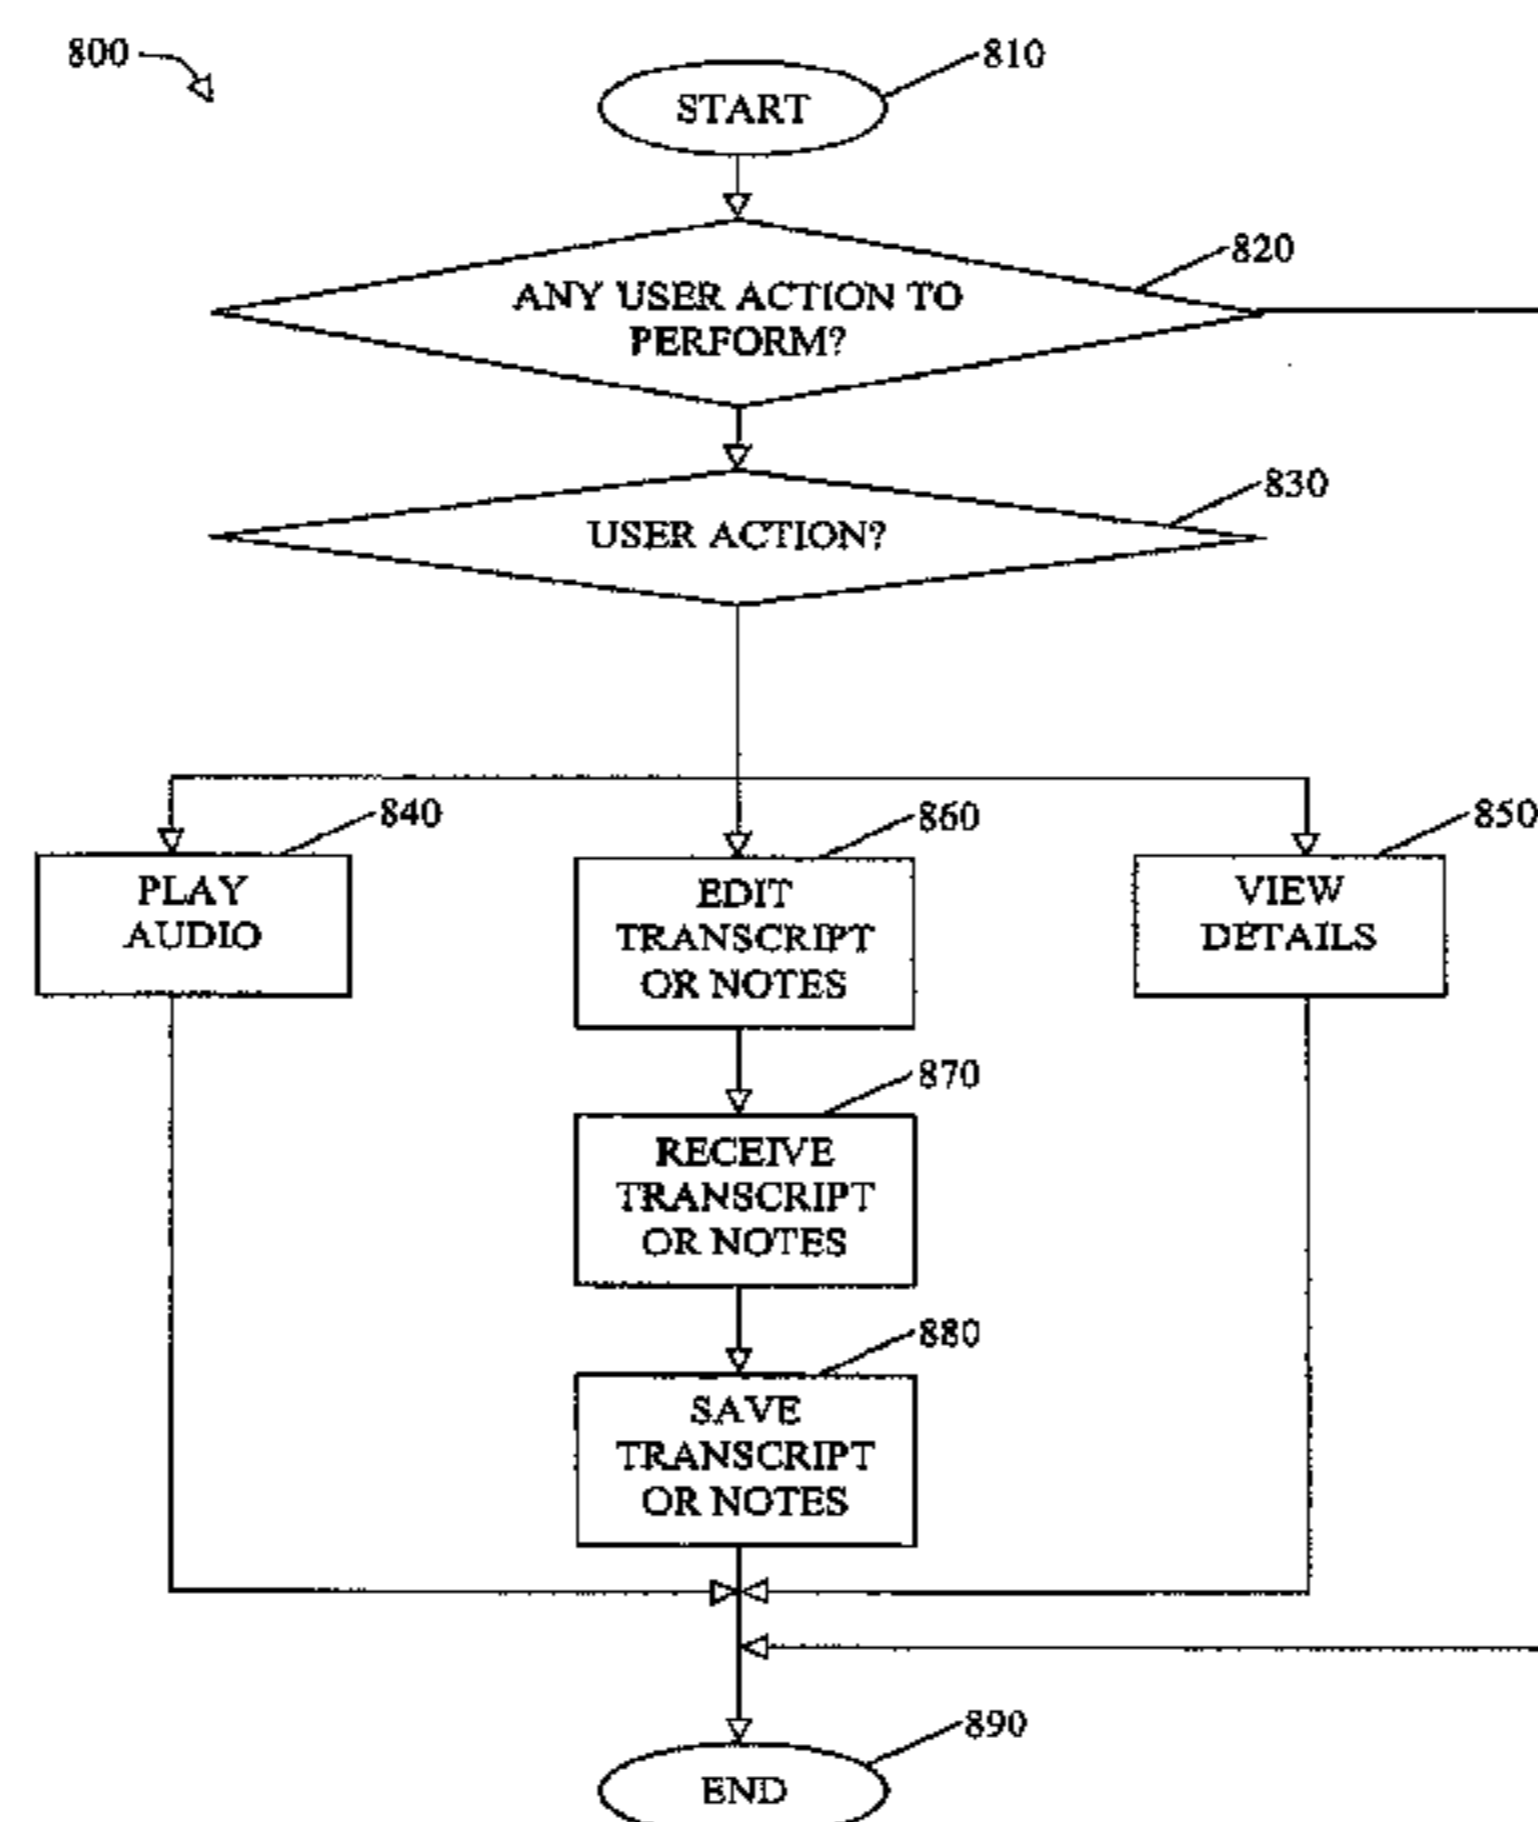 800
810
START
820
ANY USER ACTION TO
PERFORM?
830
USER ACTION?
840
PLAY
AUDIO
860
EDIT
TRANSCRIPT
OR NOTES
850
VIEW
DETAILS
870
RECEIVE
TRANSCRIPT
OR NOTES
880
SAVE
TRANSCRIPT
OR NOTES
890
END